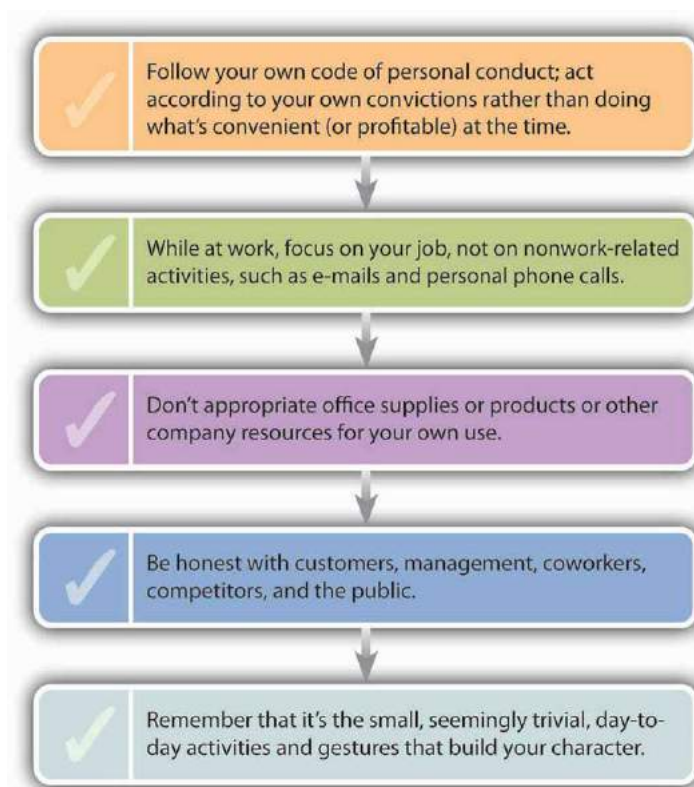 Follow your own code of personal conduct; act
according to your own convictions rather than doing
what's convenient (or profitable) at the time.
While at work, focus on your job, not on nonwork-related
activities, such as e-mails and personal phone calls.
Don't appropriate office supplies or products or other
company resources for your own use.
Be honest with customers, management, coworkers,
competitors, and the public.
Remember that it's the small, seemingly trivial, day-to-
day activities and gestures that build your character.